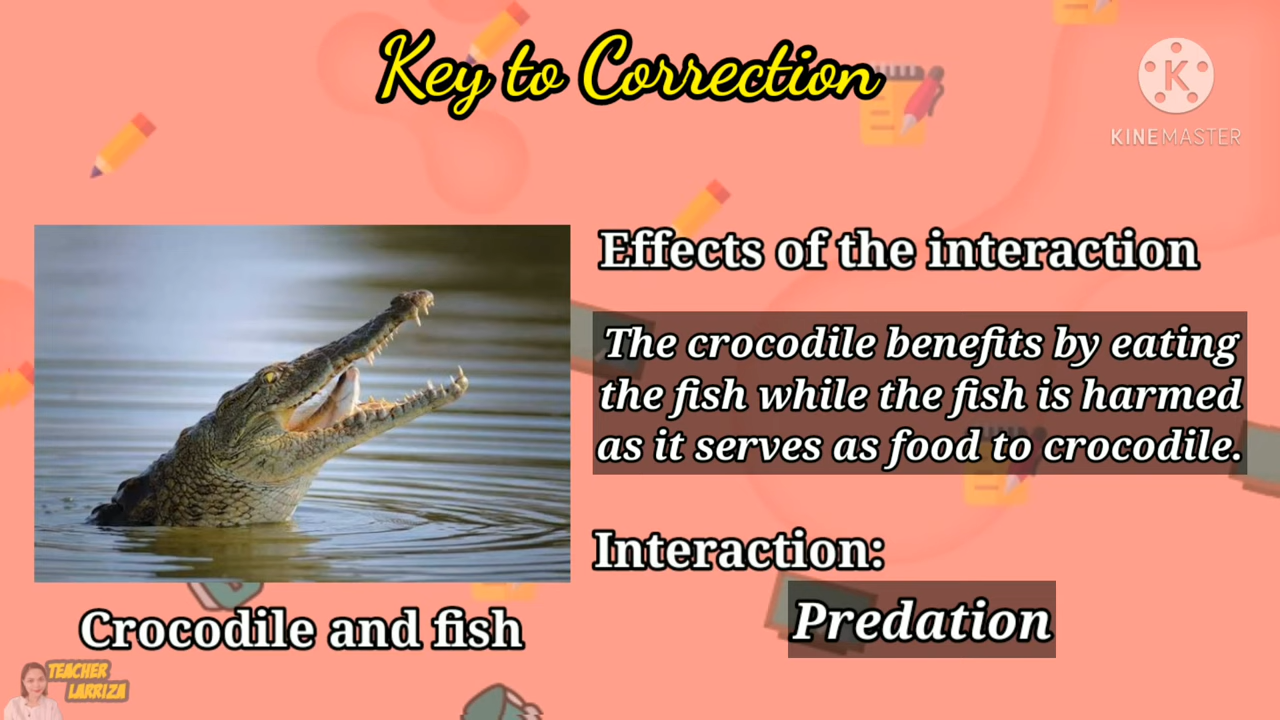 Key to Correction
KINEMASTER
Effects of the interaction
The crocodile benefits by eating
the fish while the fish is harmed
as it serves as food to crocodile.
Interaction:
Predation
Crocodile and fish
TEACHER
LARRIZA